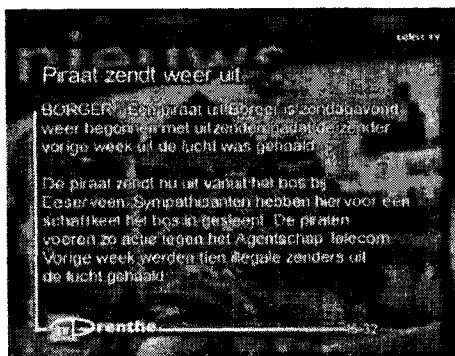 nieuws
Piraat zendt weer uit
BORGER - Een piraat uit Borger is zondagavond
weer begonnen met uitzenden nadat de zender
vorige week uit de lucht was gehaald
De piraat zendt nu uit vanuit het bos bij
Sympathisanten hebben hiervoor een
schaftkeet het bos in gesleept. De piraten
voeren zo actie tegen het Agentschap Telecom
Vorige week werden tien illegale zenders uit
de lucht gehaald
Drenthe